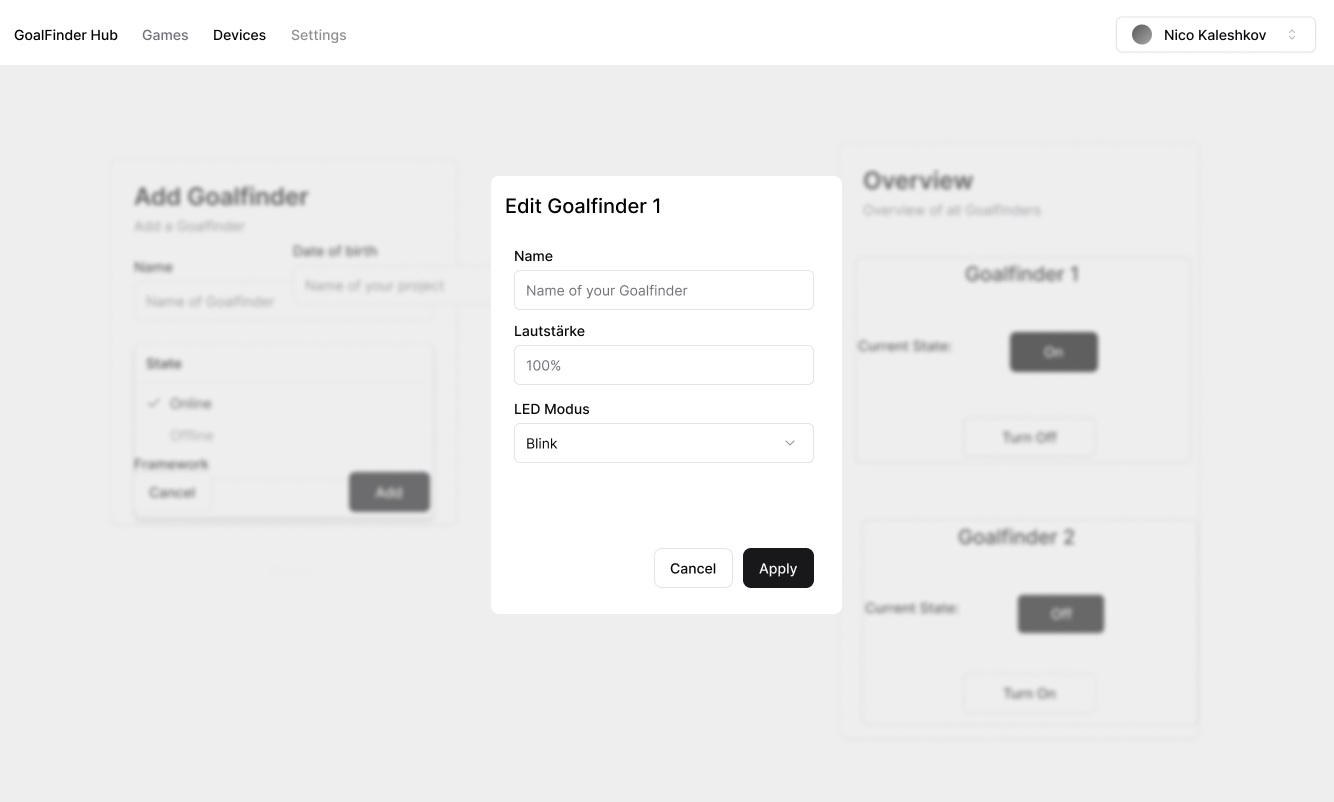 GoalFinder Hub Games Devices Settings Nico Kaleshkov
Add Goalfinder
Add a Goalfinder
Date of birth
Name
Name of your project
Name of Goalfinder
State
Online
Offline
Framework
Cancel Add
Edit Goalfinder 1
Name
Name of your Goalfinder
Lautstärke
100%
LED Modus
Blink
Cancel Apply
Overview
Overview of all Goalfinders
Goalfinder 1
Current State: On
Turn Off
Goalfinder 2
Current State: Off
Turn On